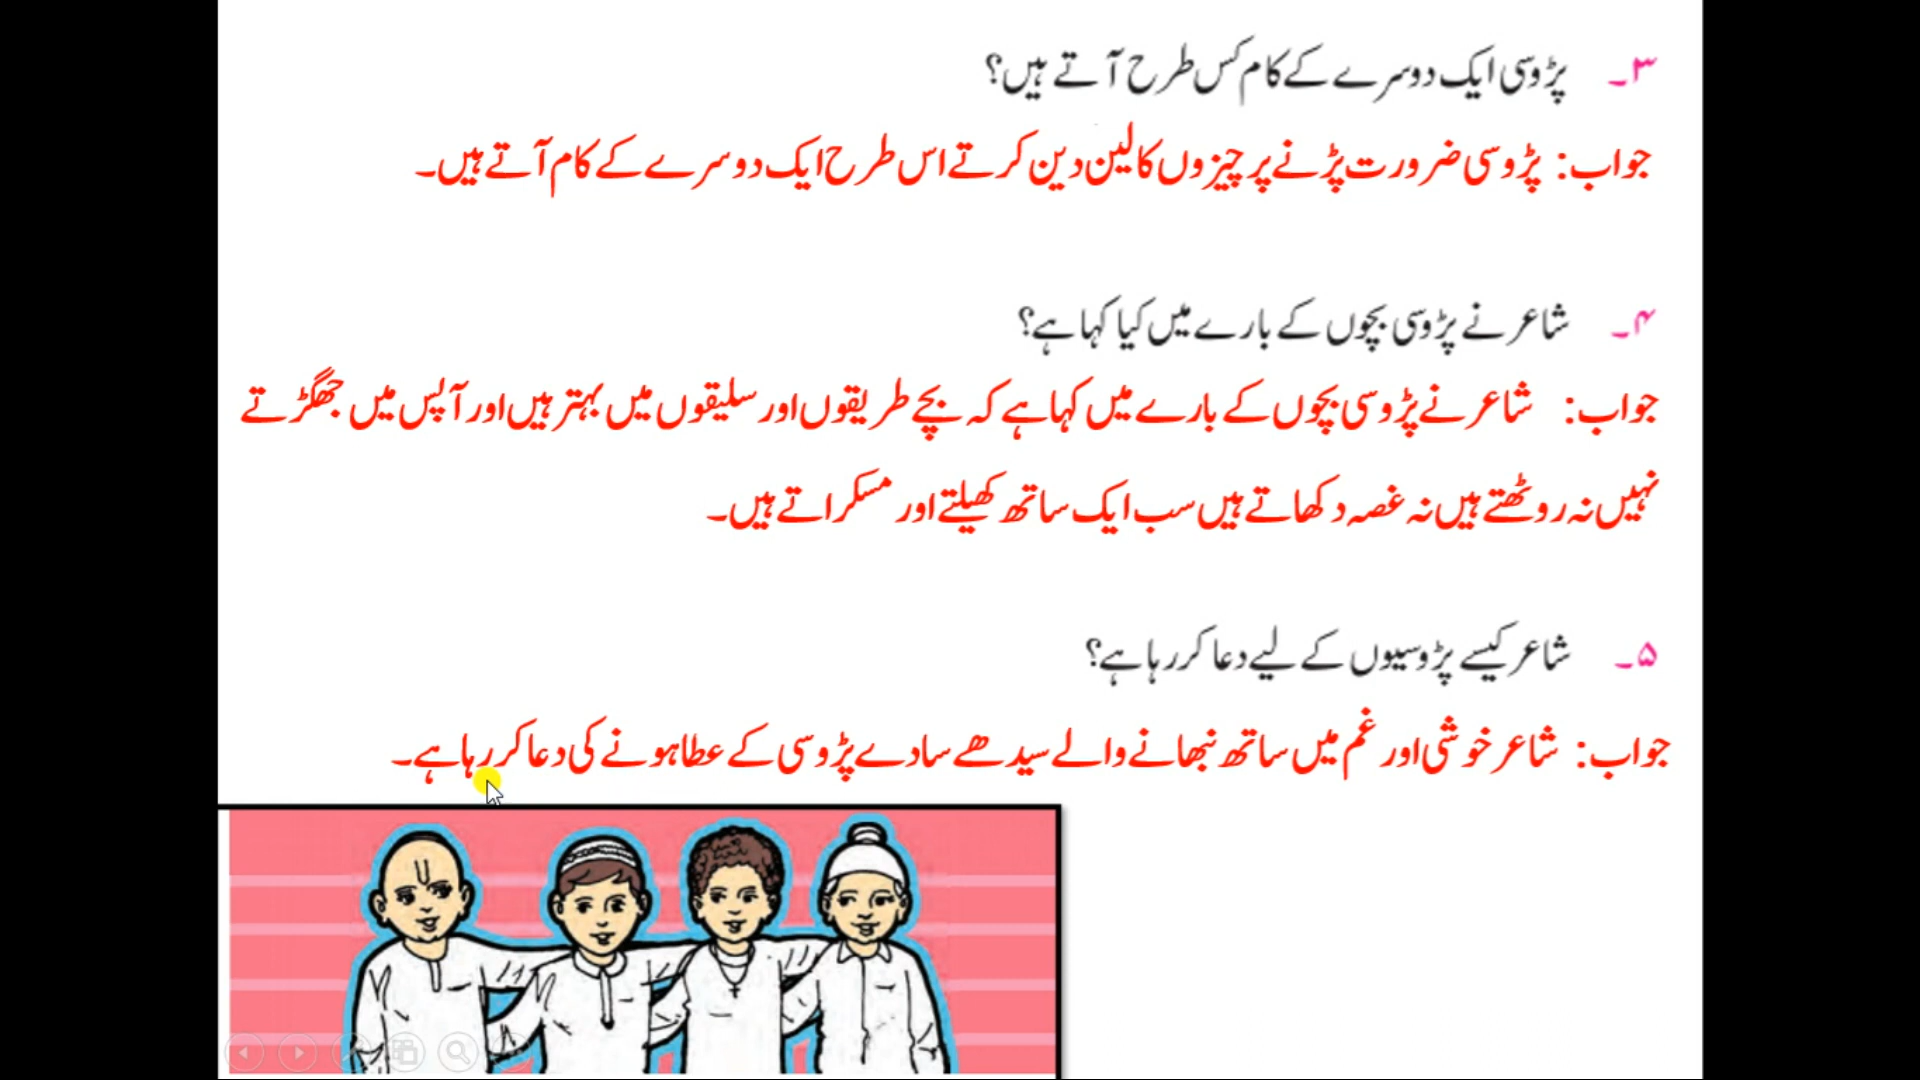 ۳۔ پڑوسی ایک دوسرے کے کام کس طرح آتے ہیں؟
جواب: پڑوسی ضرورت پڑنے پر چیزوں کا لین دین کرتے اس طرح ایک دوسرے کے کام آتے ہیں۔
۴۔ شاعر نے پڑوسی بچوں کے بارے میں کیا کہا ہے؟
جواب: شاعر نے پڑوسی بچوں کے بارے میں کہا ہے کہ بچے طریقوں اور سلیقوں میں بہتر ہیں اور آپس میں جھگڑتے
نہیں نہ روٹھتے ہیں نہ غصہ دکھاتے ہیں سب ایک ساتھ کھیلتے اور مسکراتے ہیں۔
۵۔ شاعر کیسے پڑوسیوں کے لیے دعا کر رہا ہے؟
جواب: شاعر خوشی اور غم میں ساتھ نبھانے والے سیدھے سادے پڑوسی کے عطا ہونے کی دعا کر رہا ہے۔